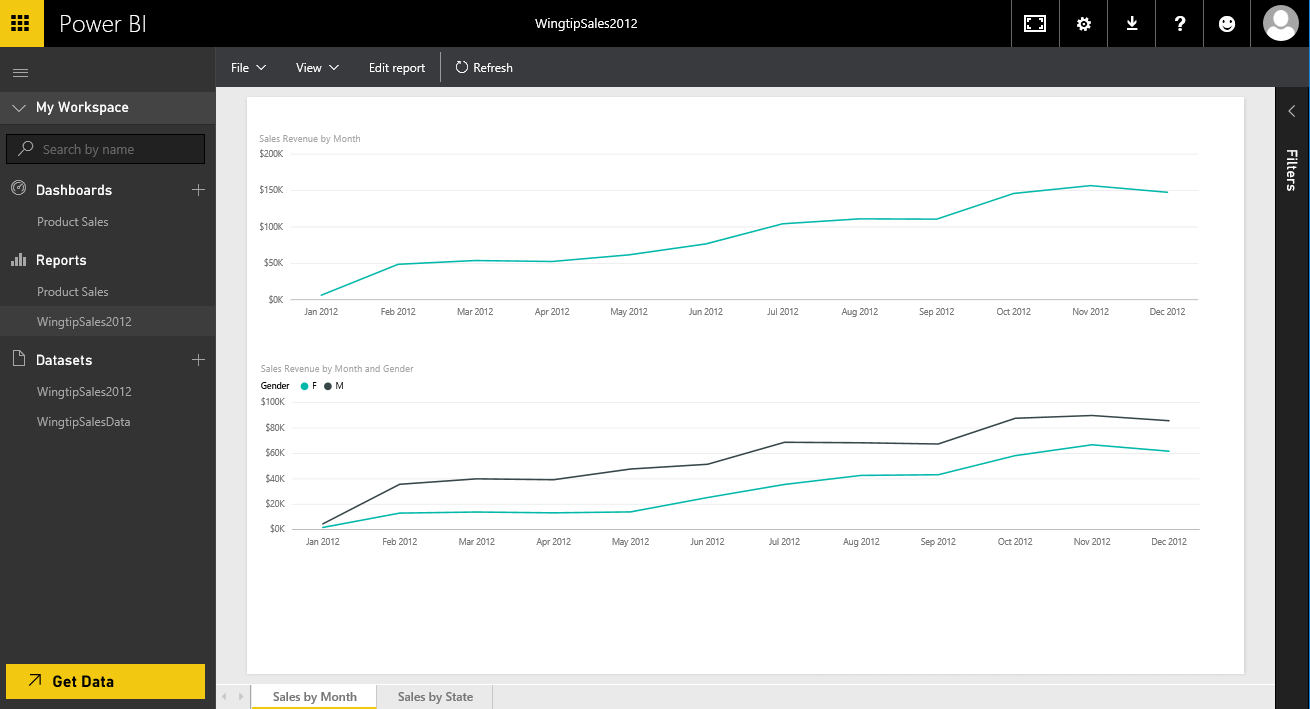 Power BI
WingtipSales2012
?
File View Edit report Refresh
My Workspace
Search by name
Dashboards
Product Sales
Reports
Product Sales
WingtipSales2012
Datasets
WingtipSales2012
WingtipSalesData
Get Data
Sales Revenue by Month
$200K
$150K
$100K
$50K
$0K
Jan 2012 Feb 2012 Mar 2012 Apr 2012 May 2012 Jun 2012 Jul 2012 Aug 2012 Sep 2012 Oct 2012 Nov 2012 Dec 2012
Sales Revenue by Month and Gender
Gender F M
$100K
$80K
$60K
$40K
$20K
$0K
Jan 2012 Feb 2012 Mar 2012 Apr 2012 May 2012 Jun 2012 Jul 2012 Aug 2012 Sep 2012 Oct 2012 Nov 2012 Dec 2012
Sales by Month Sales by State
Filters